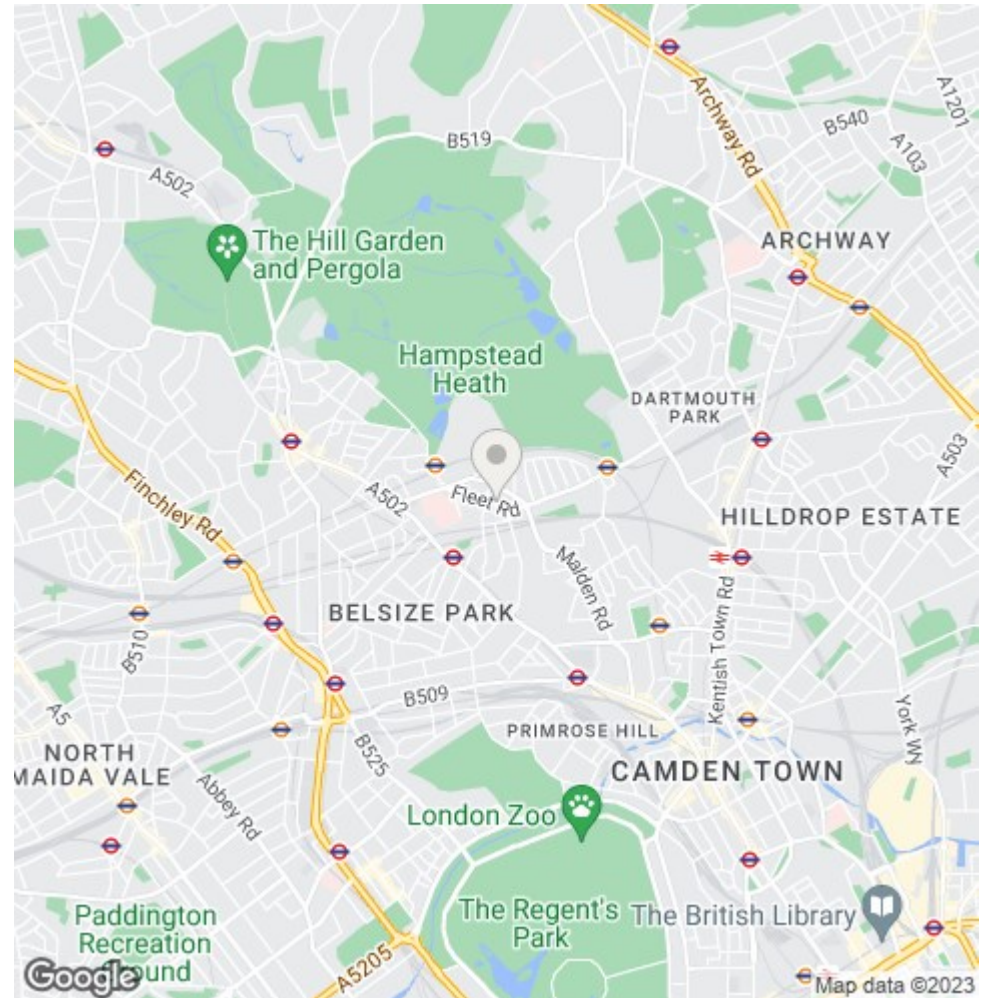 A1201
B540
Archway Rd
B519
A103
A502
The Hill Garden
and Pergola
ARCHWAY
Hampstead
Heath
DARTMOUTH
PARK
A503
Finchley Rd
A502
Fleet Rd
HILLDROP ESTATE
Malden Rd
BELSIZE PARK
Kentish Town Rd
B510
B509
A5
York Wy
PRIMROSE HILL
B525
NORTH
MAIDA VALE
CAMDEN TOWN
Abbey Rd
London Zoo
Paddington
Recreation
The Regent's
Park
The British Library
A5205
Google
Map data ©2023